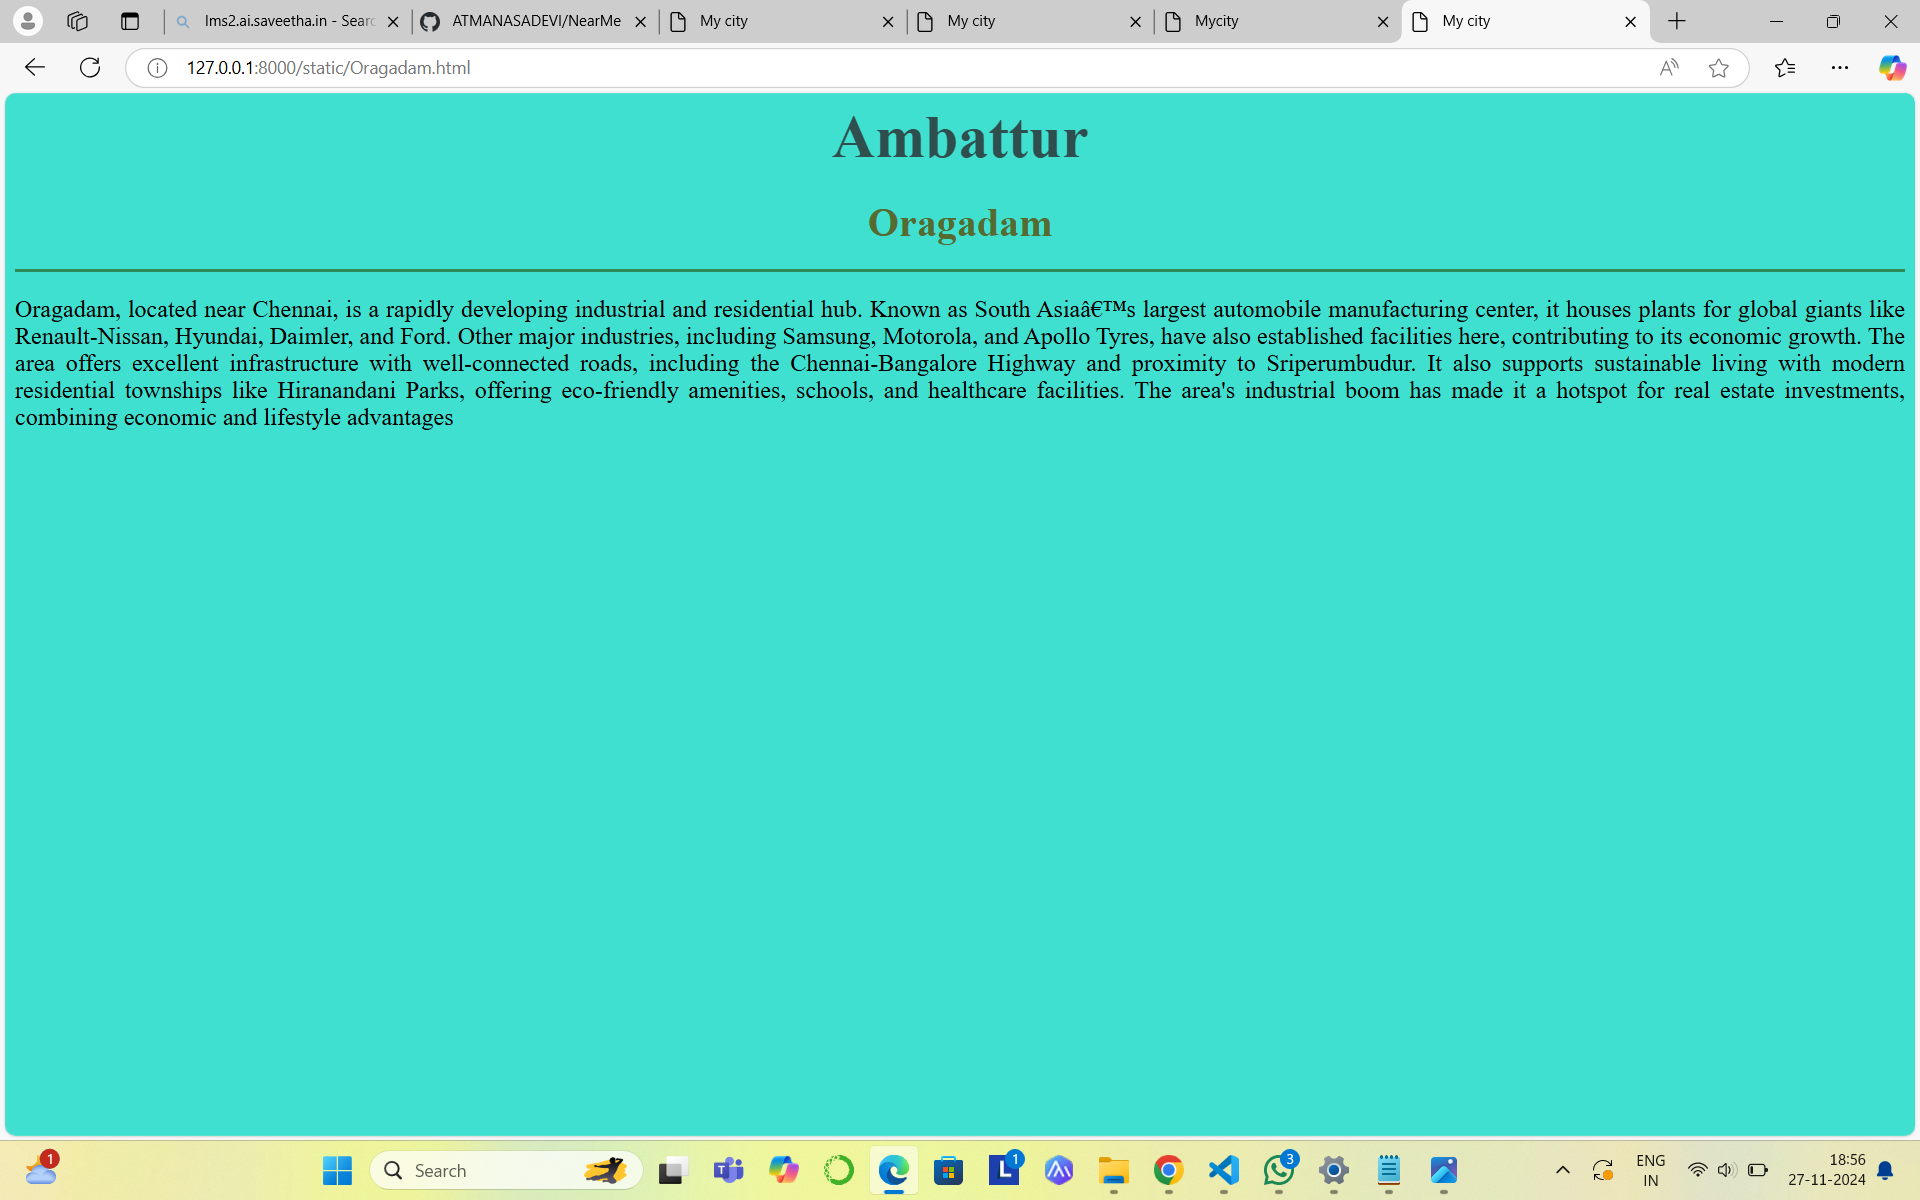 lms2.ai.saveetha.in - Searc
ATMANASADEVI/NearMe
My city
My city
Mycity
My city
127.0.0.1:8000/static/Oragadam.html
Ambattur
Oragadam
Oragadam, located near Chennai, is a rapidly developing industrial and residential hub. Known as South Asiaâ€™s largest automobile manufacturing center, it houses plants for global giants like
Renault-Nissan, Hyundai, Daimler, and Ford. Other major industries, including Samsung, Motorola, and Apollo Tyres, have also established facilities here, contributing to its economic growth. The
area offers excellent infrastructure with well-connected roads, including the Chennai-Bangalore Highway and proximity to Sriperumbudur. It also supports sustainable living with modern
residential townships like Hiranandani Parks, offering eco-friendly amenities, schools, and healthcare facilities. The area's industrial boom has made it a hotspot for real estate investments,
combining economic and lifestyle advantages
1
Search
1
3
ENG
IN
18:56
27-11-2024